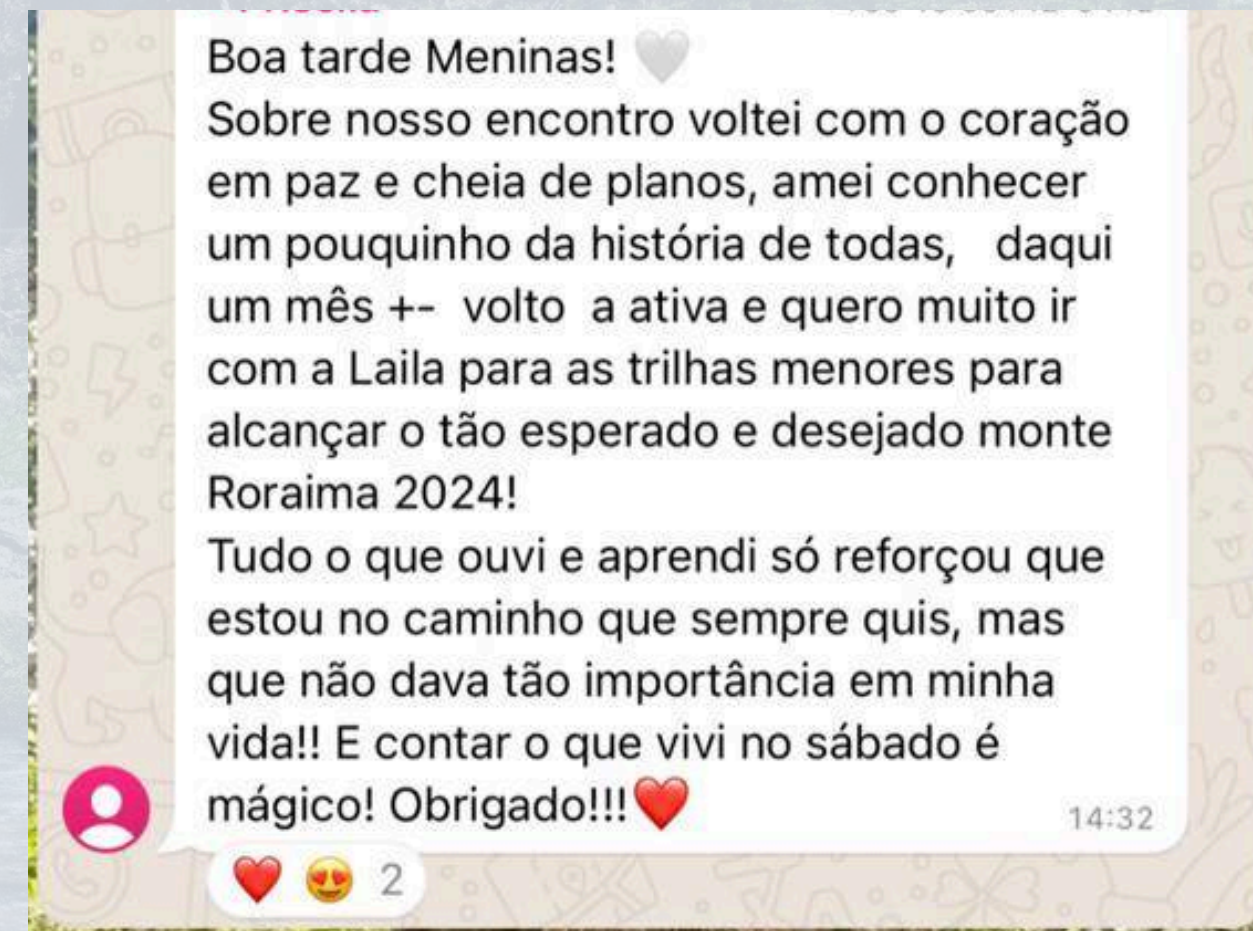 Boa tarde Meninas! 🤍
Sobre nosso encontro voltei com o coração
em paz e cheia de planos, amei conhecer
um pouquinho da história de todas,   daqui
um mês +-  volto  a ativa e quero muito ir
com a Laila para as trilhas menores para
alcançar o tão esperado e desejado monte
Roraima 2024!
Tudo o que ouvi e aprendi só reforçou que
estou no caminho que sempre quis, mas
que não dava tão importância em minha
vida!! E contar o que vivi no sábado é
mágico! Obrigado!!!❤️
14:32
❤️ 😍 2